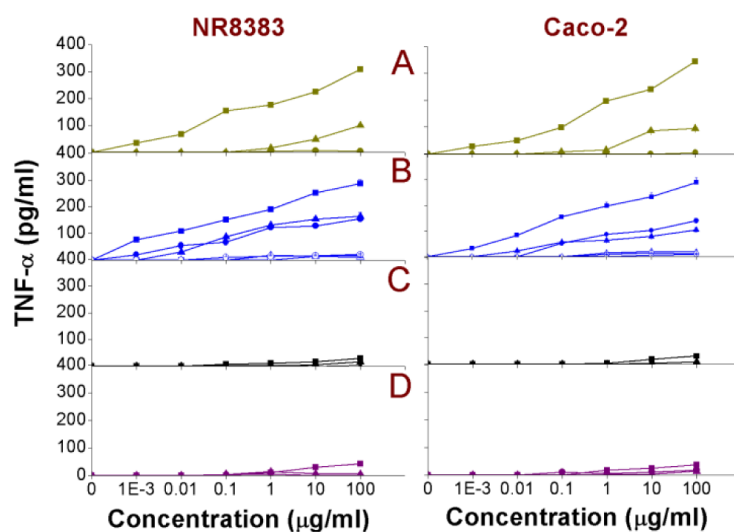 NR8383 Caco-2
A
B
C
D
TNF-α (pg/ml)
400
300
200
100
400
300
200
100
400
300
200
100
400
300
200
100
0
0 1E-3 0.01 0.1 1 10 100
0 1E-3 0.01 0.1 1 10 100
Concentration (μg/ml) Concentration (μg/ml)